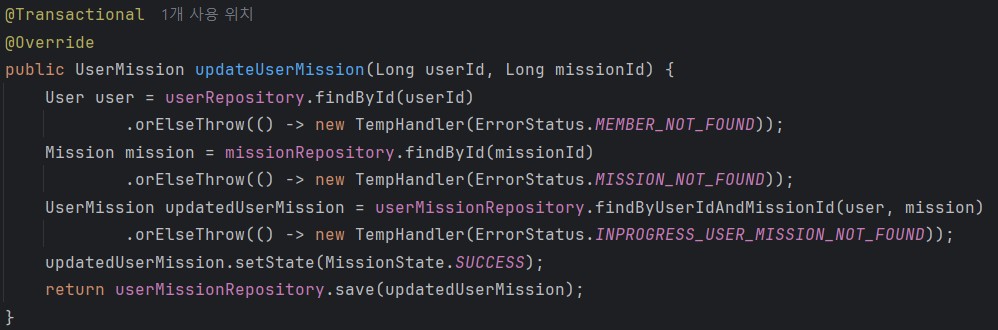 @Transactional 1개 사용 위치
@Override
public UserMission updateUserMission(Long userId, Long missionId) {
    User user = userRepository.findById(userId)
            .orElseThrow(() -> new TempHandler(ErrorStatus.MEMBER_NOT_FOUND));
    Mission mission = missionRepository.findById(missionId)
            .orElseThrow(() -> new TempHandler(ErrorStatus.MISSION_NOT_FOUND));
    UserMission updatedUserMission = userMissionRepository.findByUserIdAndMissionId(user, mission)
            .orElseThrow(() -> new TempHandler(ErrorStatus.INPROGRESS_USER_MISSION_NOT_FOUND));
    updatedUserMission.setState(MissionState.SUCCESS);
    return userMissionRepository.save(updatedUserMission);
}